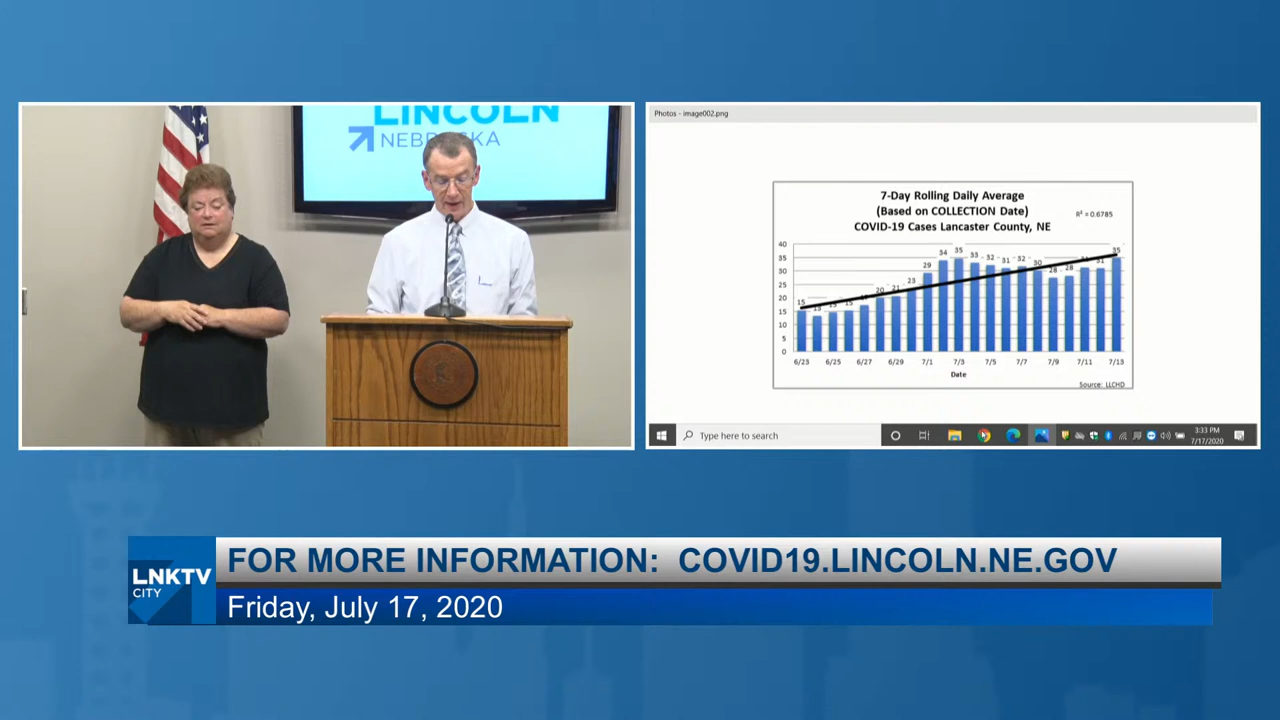 LINCOLN
Photos - image002.png
7-Day Rolling Daily Average
(Based on COLLECTION Date)
COVID-19 Cases Lancaster County, NE
R² = 0.6785
40
35
30
25
20
15
10
5
0
15 13 15 15 20 21 23 29 34 35 33 32 31 32 30 28 28 31 31 35
6/23 6/25 6/27 6/29 7/1 7/3 7/5 7/7 7/9 7/11 7/13
Date
Source: LLCHD
Type here to search
3:33 PM
7/17/2020
FOR MORE INFORMATION: COVID19.LINCOLN.NE.GOV
LNKTV
CITY
Friday, July 17, 2020